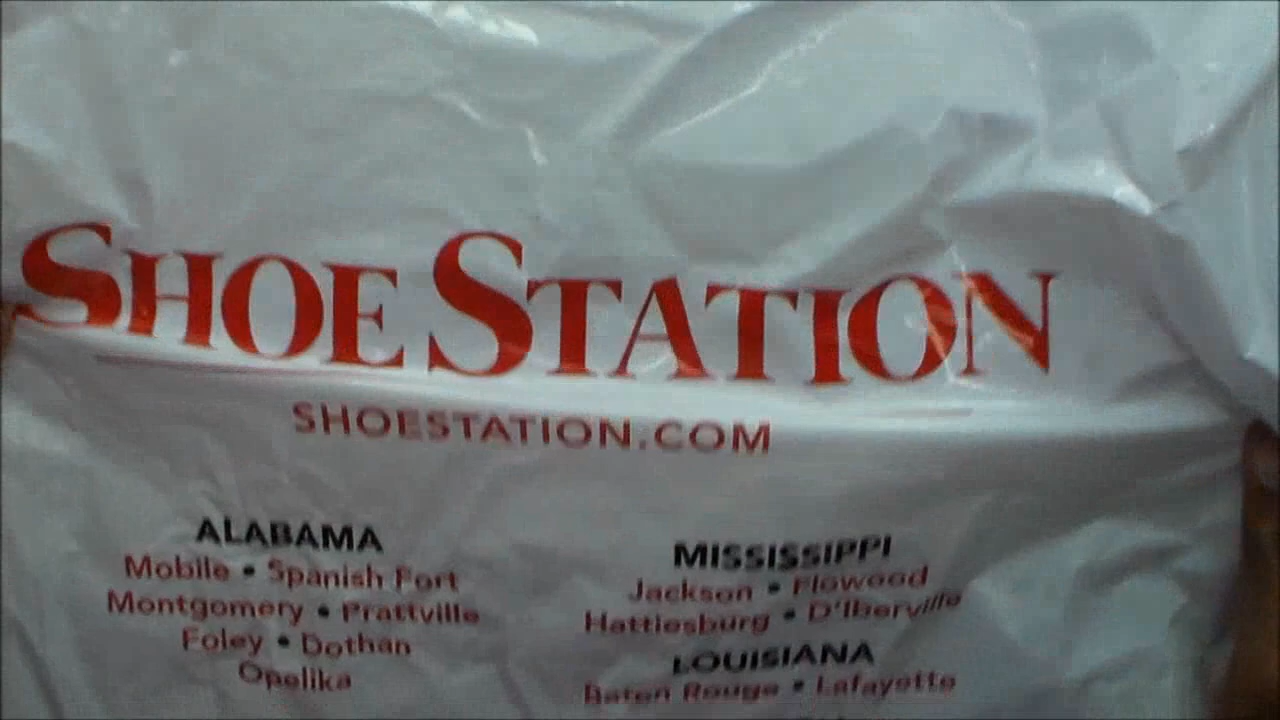 SHOE STATION
SHOESTATION.COM
ALABAMA
Mobile • Spanish Fort
Montgomery • Prattville
Foley • Dothan
Opelika
MISSISSIPPI
Jackson • Flowood
Hattiesburg • D'Iberville
LOUISIANA
Baton Rouge • Lafayette